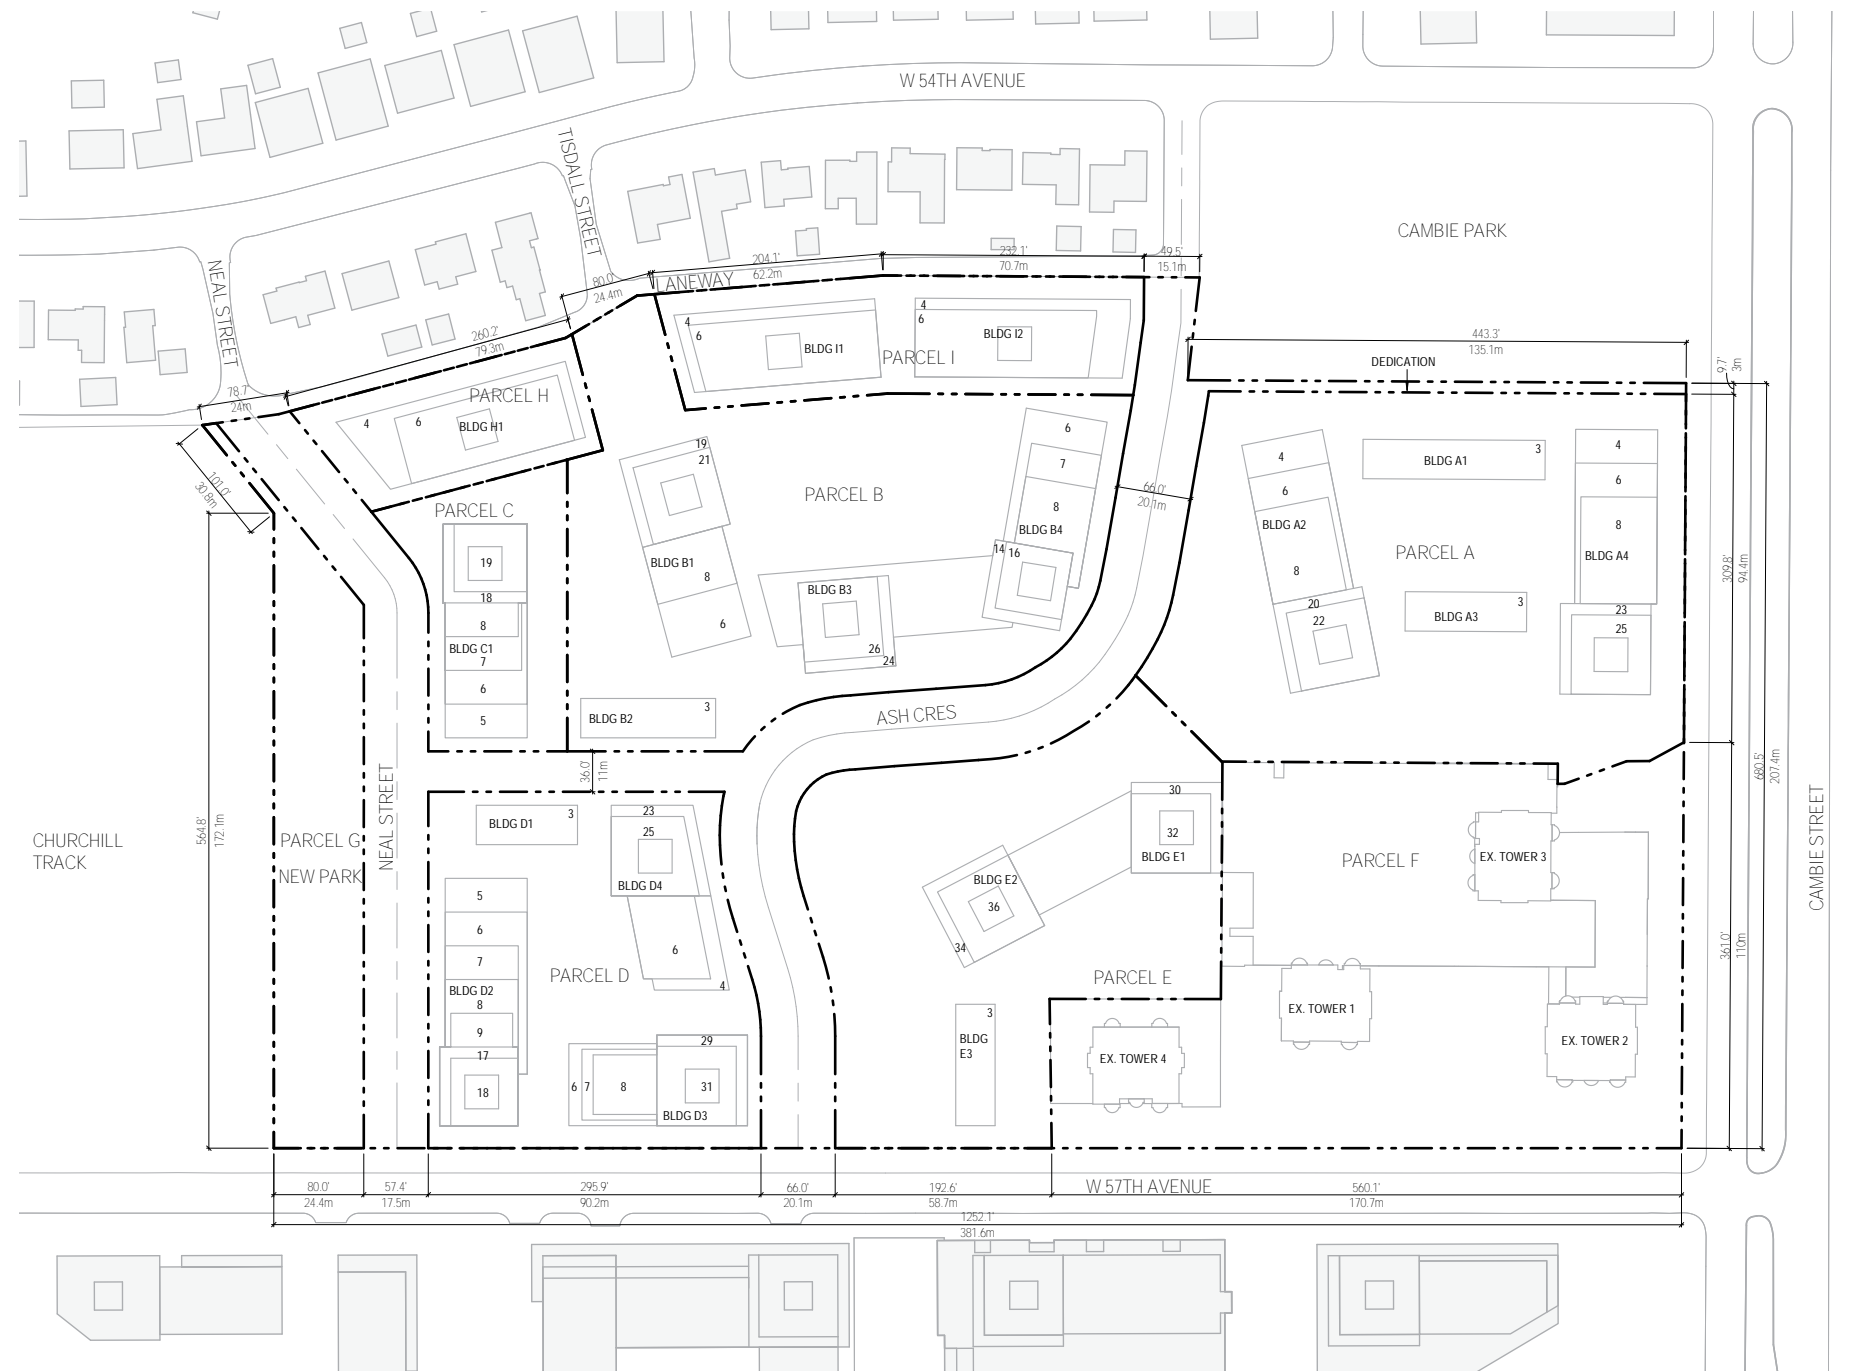 W 54TH AVENUE
TISDALL STREET
NEAL STREET
CAMBIE PARK
LANEWAY
78.7'
24m
260.2'
79.3m
80.0'
24.4m
204.1'
62.2m
232.1'
70.7m
49.5'
15.1m
443.3'
135.1m
DEDICATION
9.7'
3m
101.0'
30.8m
PARCEL H
4
6
BLDG H1
4
6
BLDG I1
PARCEL I
4
6
BLDG I2
PARCEL C
19
18
8
BLDG C1
7
6
5
PARCEL B
19
21
BLDG B1
8
6
BLDG B2
3
BLDG B3
26
24
6
7
8
BLDG B4
14
16
66.0'
20.1m
PARCEL A
BLDG A1
3
4
6
BLDG A2
8
20
22
BLDG A3
3
4
6
8
BLDG A4
23
25
309.8'
94.4m
680.5'
207.4m
361.0'
110m
ASH CRES
36.0'
11m
CHURCHILL
TRACK
564.8'
172.1m
PARCEL G
NEW PARK
NEAL STREET
BLDG D1
3
23
25
BLDG D4
6
4
PARCEL D
5
6
7
BLDG D2
8
9
17
18
6
7
8
29
31
BLDG D3
30
32
BLDG E1
BLDG E2
36
34
PARCEL E
3
BLDG
E3
PARCEL F
EX. TOWER 3
EX. TOWER 1
EX. TOWER 2
EX. TOWER 4
CAMBIE STREET
80.0'
24.4m
57.4'
17.5m
295.9'
90.2m
66.0'
20.1m
192.6'
58.7m
W 57TH AVENUE
560.1'
170.7m
1252.1'
381.6m